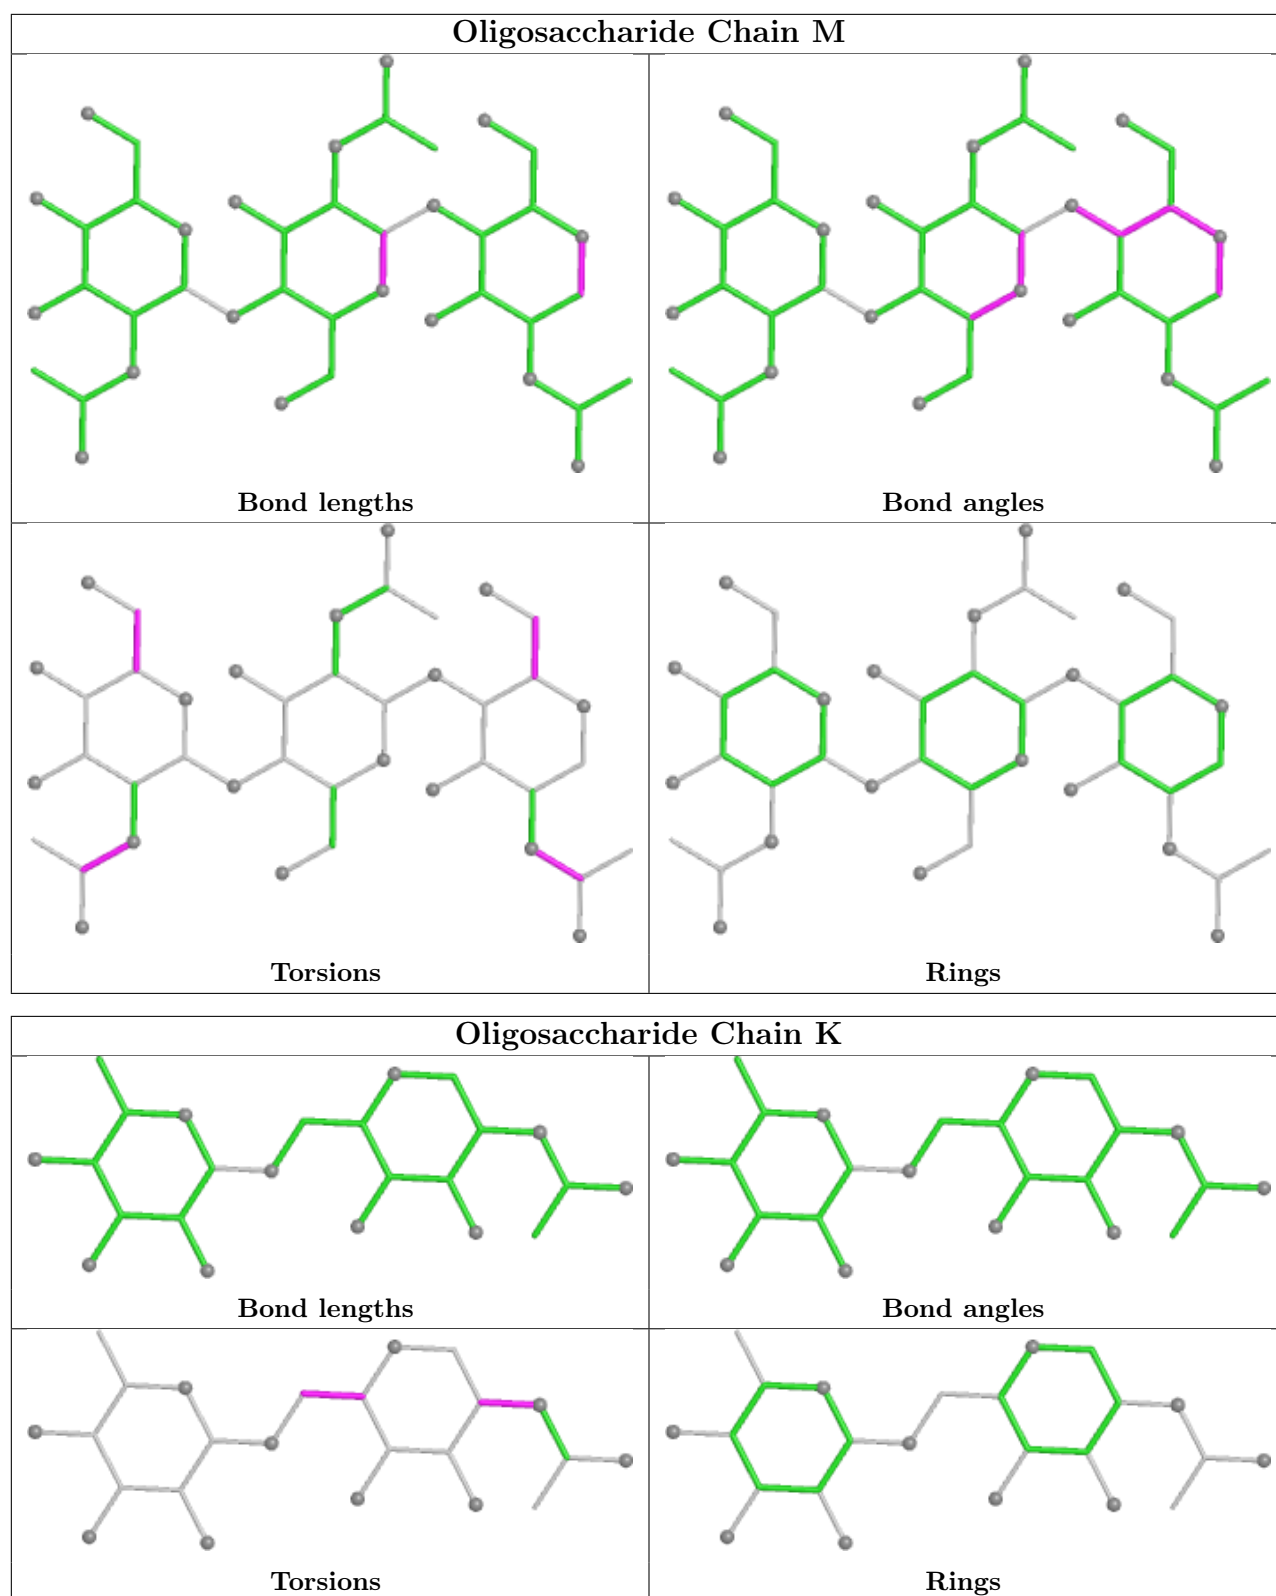 Oligosaccharide Chain M
Bond lengths
Bond angles
Torsions
Rings
Oligosaccharide Chain K
Bond lengths
Bond angles
Torsions
Rings